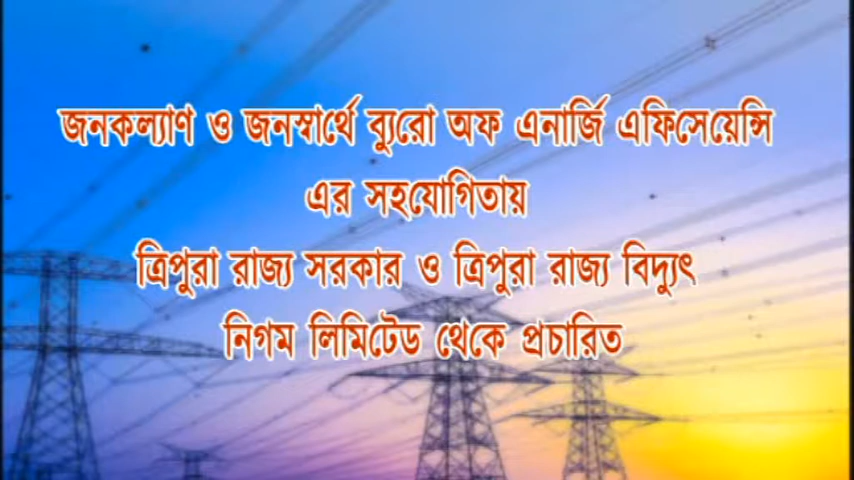 জনকল্যাণ ও জনস্বার্থে ব্যুরো অফ এনার্জি এফিসেয়েন্সি
এর সহযোগিতায়
ত্রিপুরা রাজ্য সরকার ও ত্রিপুরা রাজ্য বিদ্যুৎ
নিগম লিমিটেড থেকে প্রচারিত